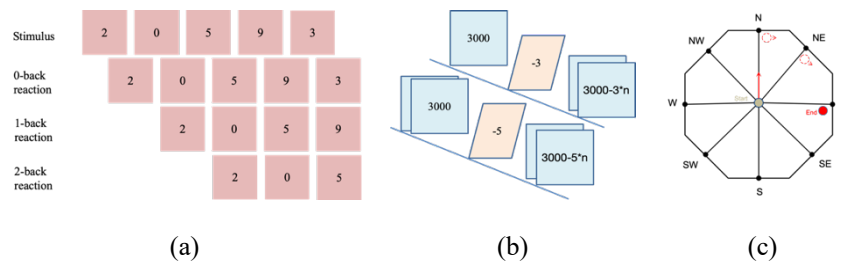 Stimulus 2 0 5 9 3
0-back reaction 2 0 5 9 3
1-back reaction 2 0 5 9
2-back reaction 2 0 5
3000
-3
3000-3*n
3000
-5
3000-5*n
N
NW NE
Start
W End
SW SE
S
(a) (b) (c)